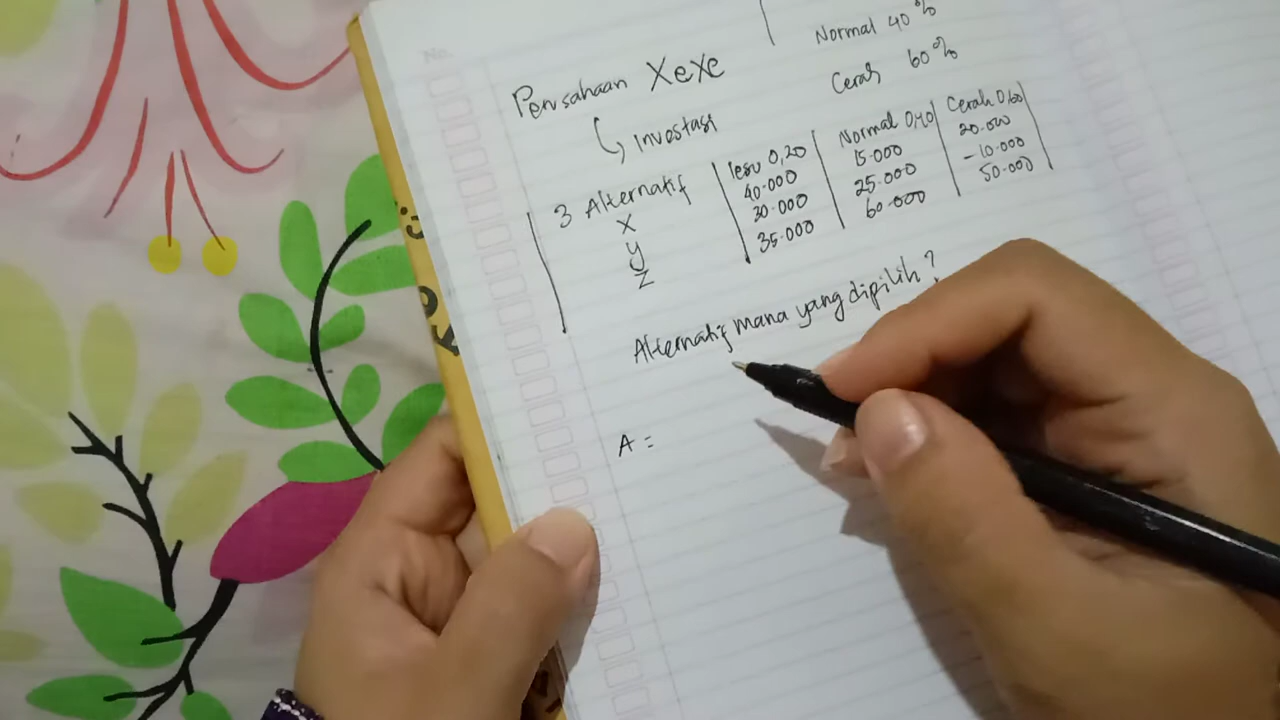 No.
Normal 40%
Perusahaan XeXe
Cerah 60%
Investasi
3 Alternatif | lesu 0,20 | Normal 0,40 | Cerah 0,60
X 40.000 15.000 20.000
y 30.000 25.000 -10.000
Z 35.000 60.000 50.000
Alternatif mana yang dipilih?
A =